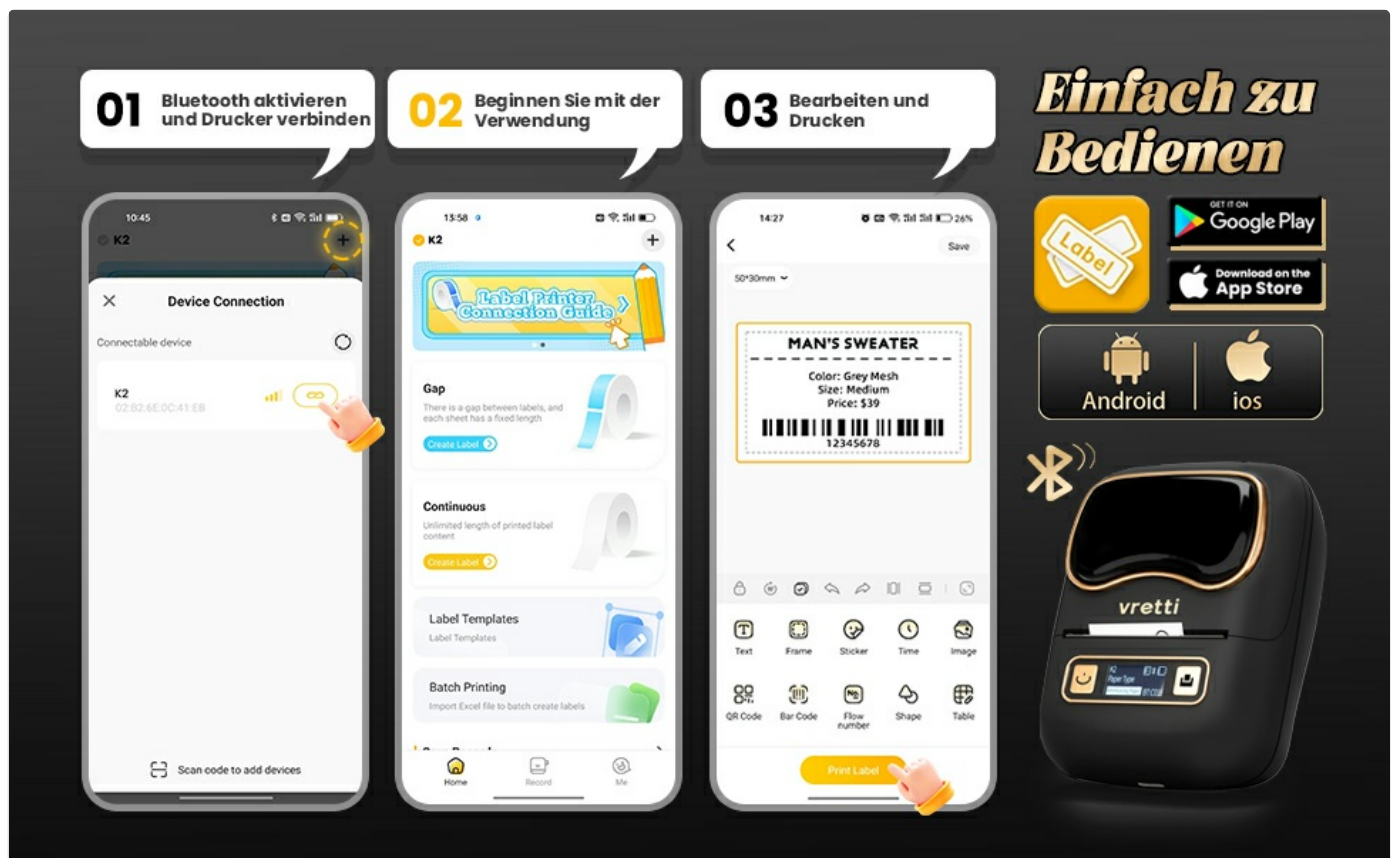 01
Bluetooth aktivieren
und Drucker verbinden
02
Beginnen Sie mit der
Verwendung
03
Bearbeiten und
Drucken
Einfach zu
Bedienen
10:45
K2
+
Device Connection
Connectable device
K2
02:B2:6E:0C:41:EB
Scan code to add devices
13:58
K2
+
Label Printer
Connection Guide
Gap
There is a gap between labels, and
each sheet has a fixed length
Create Label
Continuous
Unlimited length of printed label
content
Create Label
Label Templates
Label Templates
Batch Printing
Import Excel file to batch create labels
Home
Record
Me
14:27
26%
Save
50*30mm
MAN'S SWEATER
Color: Grey Mesh
Size: Medium
Price: $39
12345678
Text
Frame
Sticker
Time
Image
QR Code
Bar Code
Flow
number
Shape
Table
Print Label
Label
GET IT ON
Google Play
Download on the
App Store
Android
ios
vretti
K2
Paper Type